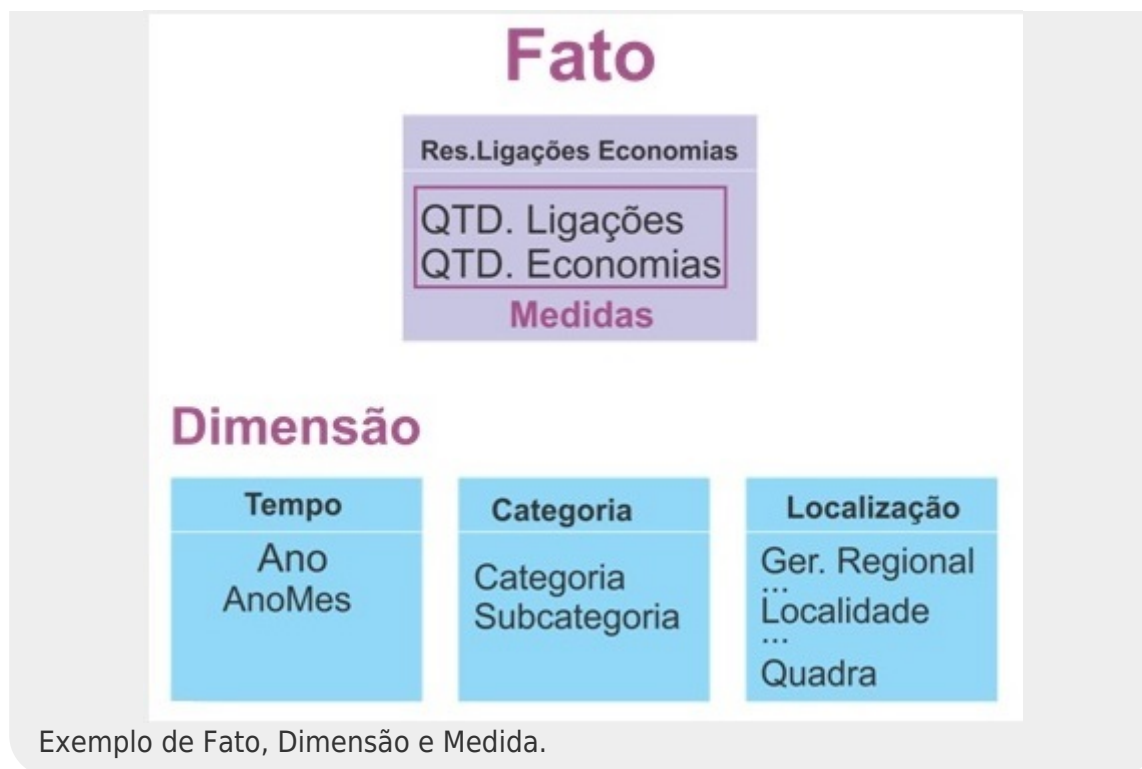 Fato
Res.Ligações Economias
QTD. Ligações
QTD. Economias
Medidas
Dimensão
Tempo
Ano
AnoMes
Categoria
Categoria
Subcategoria
Localização
Ger. Regional
...
Localidade
...
Quadra
Exemplo de Fato, Dimensão e Medida.